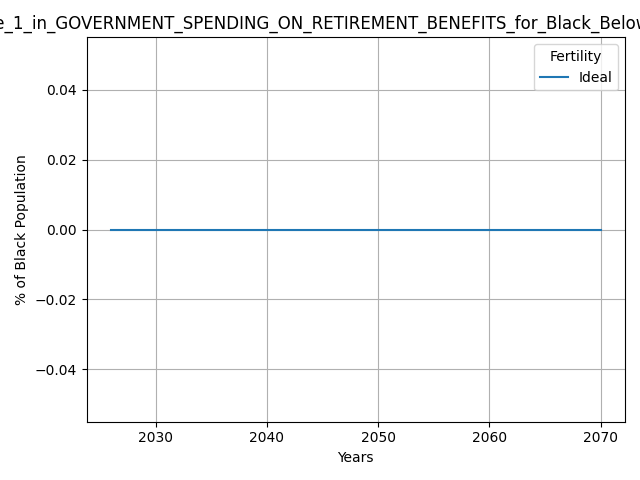 e_1_in_GOVERNMENT_SPENDING_ON_RETIREMENT_BENEFITS_for_Black_Below
Fertility
Ideal
0.04
0.02
0.00
−0.02
−0.04
% of Black Population
2030 2040 2050 2060 2070
Years